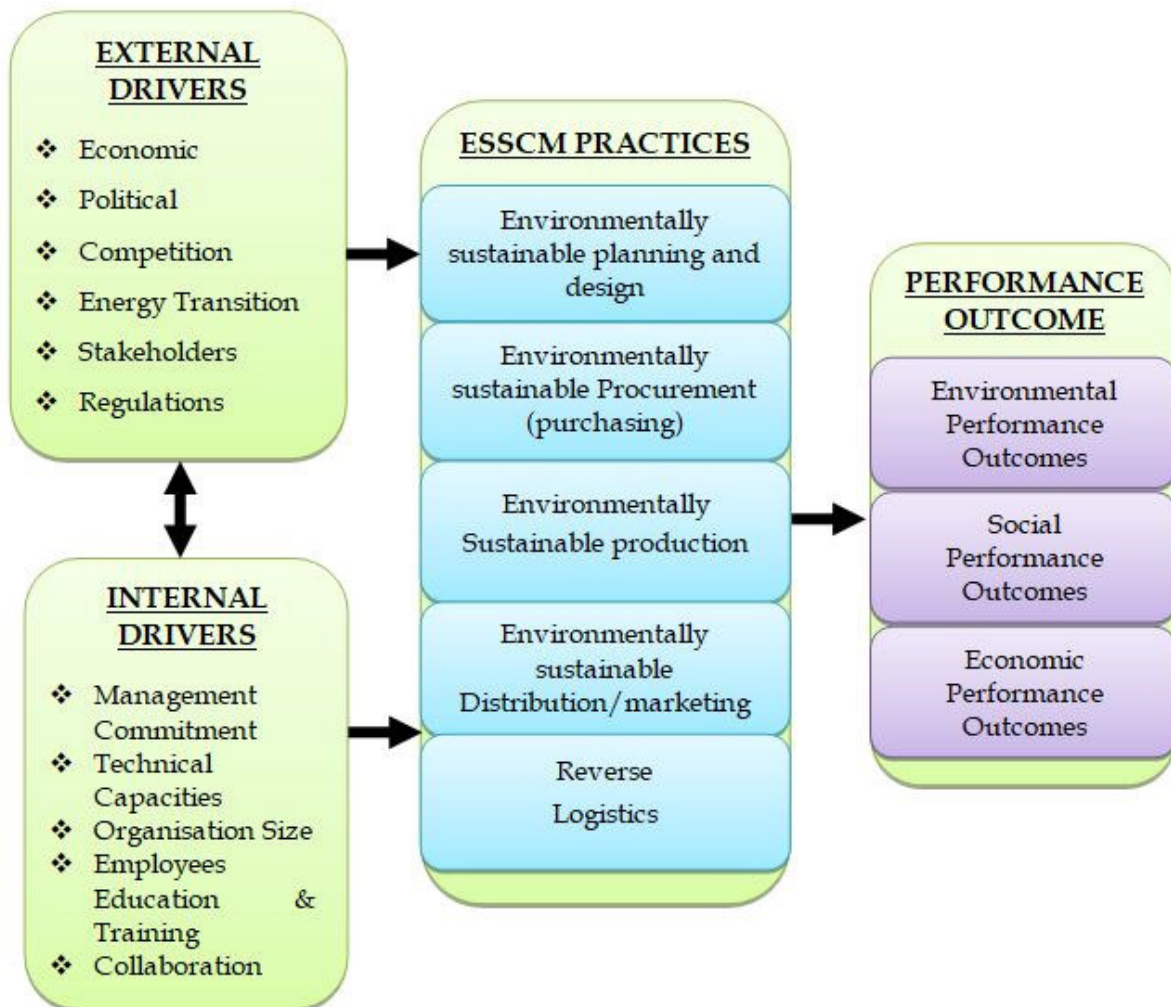 EXTERNAL
DRIVERS
❖ Economic
❖ Political
❖ Competition
❖ Energy Transition
❖ Stakeholders
❖ Regulations
INTERNAL
DRIVERS
❖ Management
Commitment
❖ Technical
Capacities
❖ Organisation Size
❖ Employees
Education &
Training
❖ Collaboration
ESSCM PRACTICES
Environmentally
sustainable planning and
design
Environmentally
sustainable Procurement
(purchasing)
Environmentally
Sustainable production
Environmentally
sustainable
Distribution/marketing
Reverse
Logistics
PERFORMANCE
OUTCOME
Environmental
Performance
Outcomes
Social
Performance
Outcomes
Economic
Performance
Outcomes